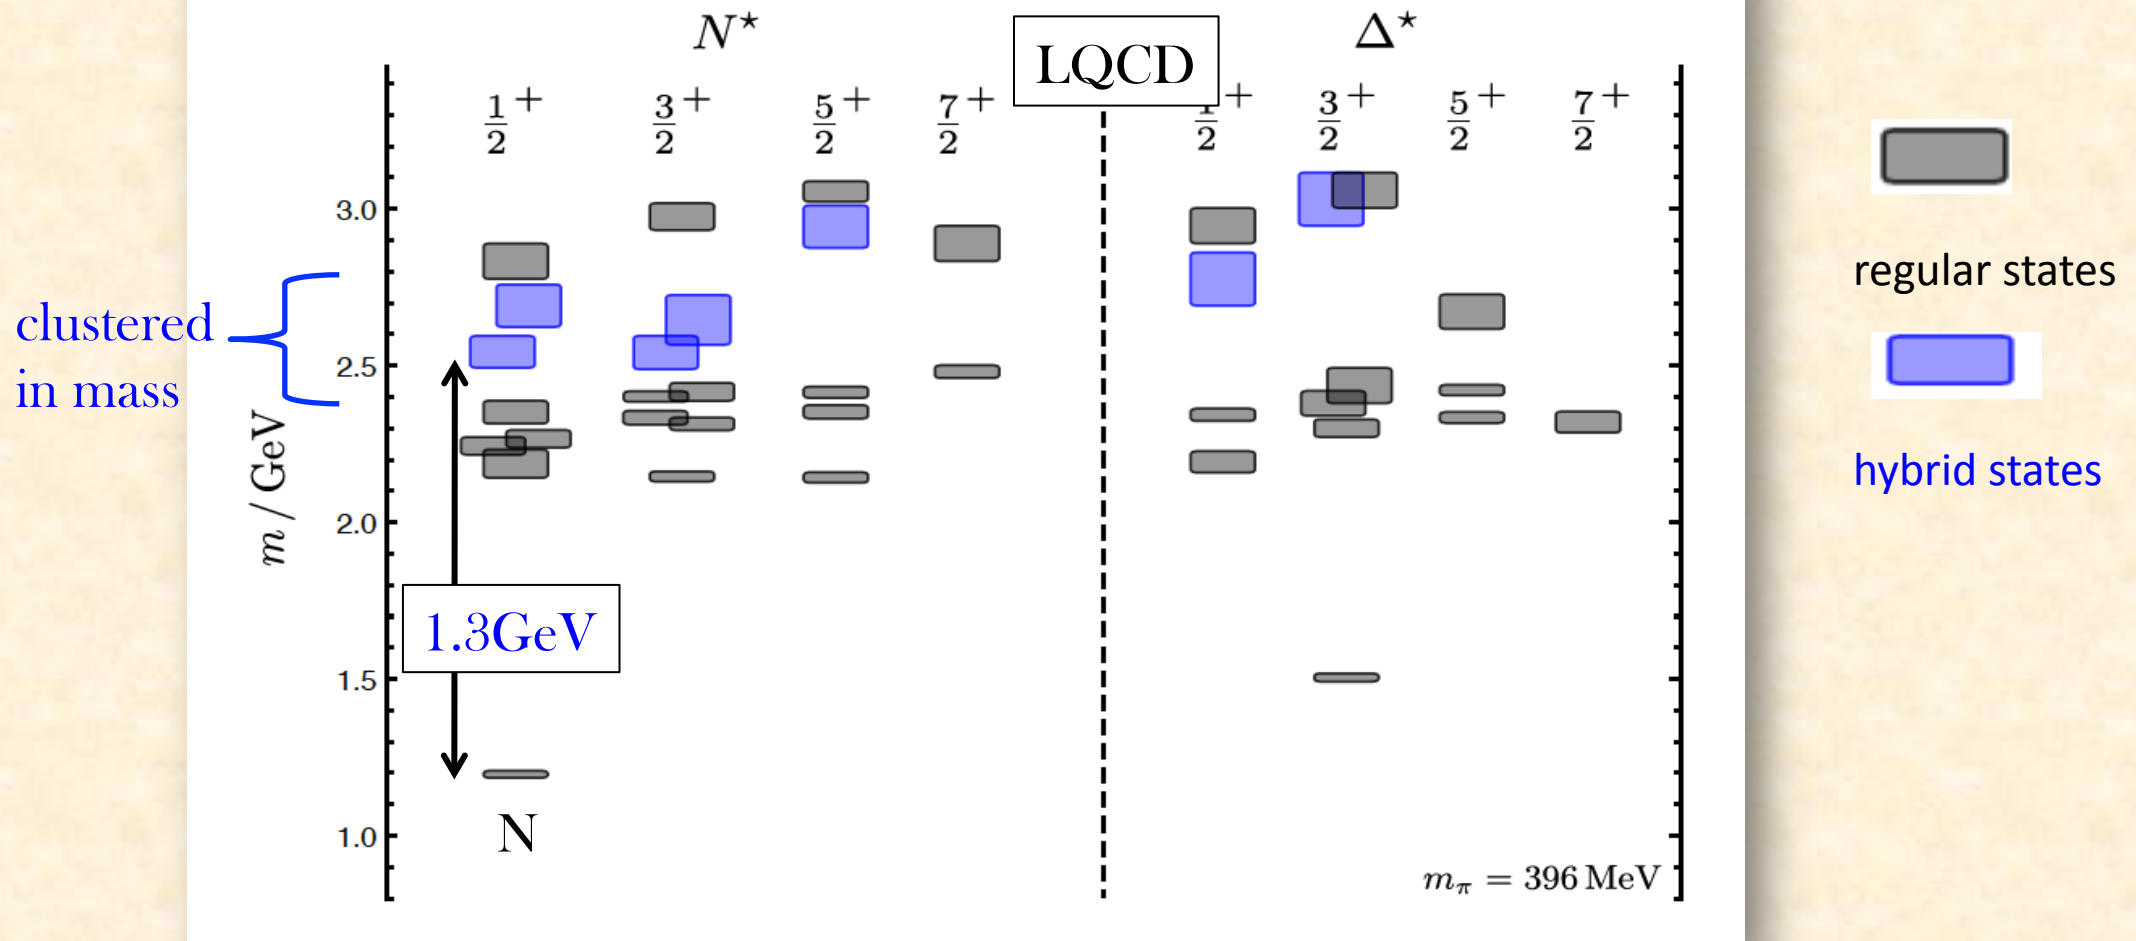 N⋆
LQCD
Δ⋆
1/2+ 3/2+ 5/2+ 7/2+ 1/2+ 3/2+ 5/2+ 7/2+
3.0
2.5
2.0
1.5
1.0
m / GeV
clustered
in mass
1.3GeV
N
mπ = 396 MeV
regular states
hybrid states